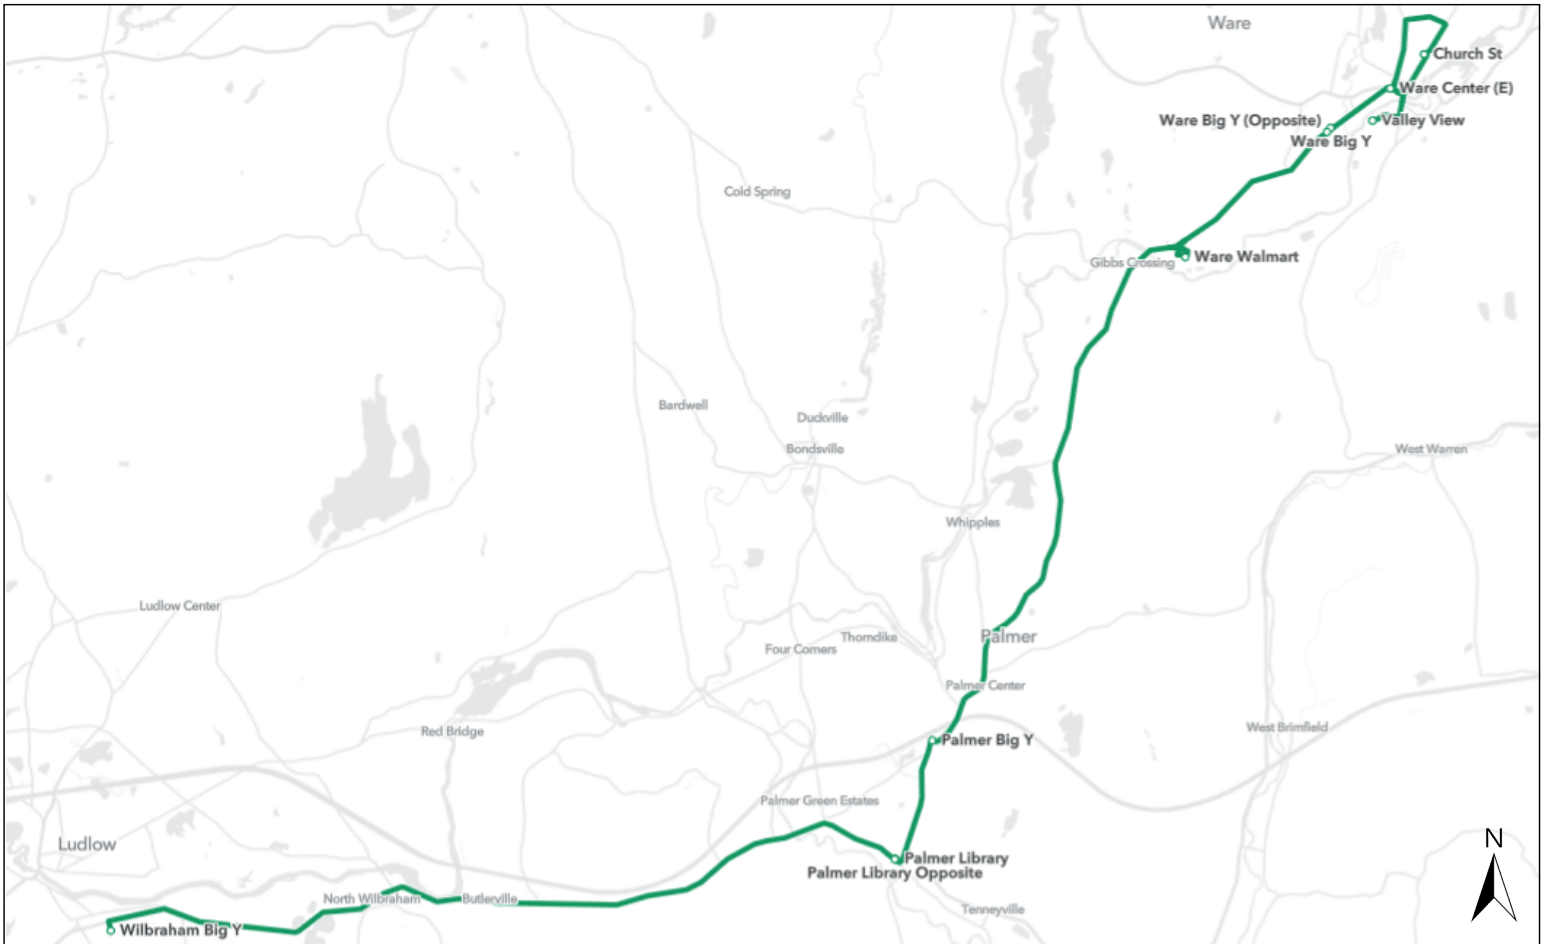 Ware
Church St
Ware Center (E)
Ware Big Y (Opposite)
Valley View
Ware Big Y
Cold Spring
Gibbs Crossing
Ware Walmart
Bardwell
Duckville
Bondsville
West Warren
Whipples
Ludlow Center
Thorndike
Palmer
Four Corners
Palmer Center
Red Bridge
West Brimfield
Palmer Big Y
Palmer Green Estates
Ludlow
N
Palmer Library
Palmer Library Opposite
North Wilbraham
Butlerville
Tenneyville
Wilbraham Big Y